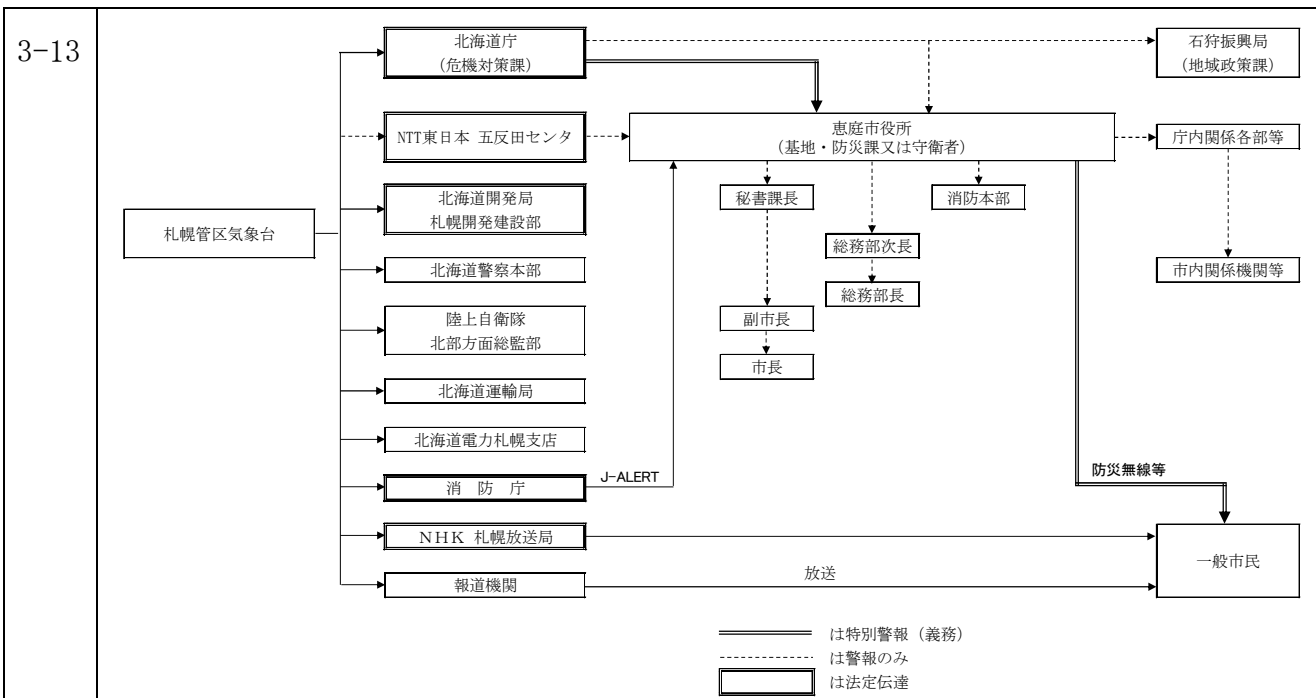 3-13
北海道庁
(危機対策課)
石狩振興局
(地域政策課)
NTT東日本 五反田センタ
恵庭市役所
(基地・防災課又は守衛者)
庁内関係各部等
北海道開発局
札幌開発建設部
秘書課長
消防本部
札幌管区気象台
総務部次長
北海道警察本部
市内関係機関等
総務部長
陸上自衛隊
北部方面総監部
副市長
市長
北海道運輸局
北海道電力札幌支店
消 防 庁
J-ALERT
防災無線等
NHK 札幌放送局
一般市民
報道機関
放送
は特別警報 (義務)
は警報のみ
は法定伝達